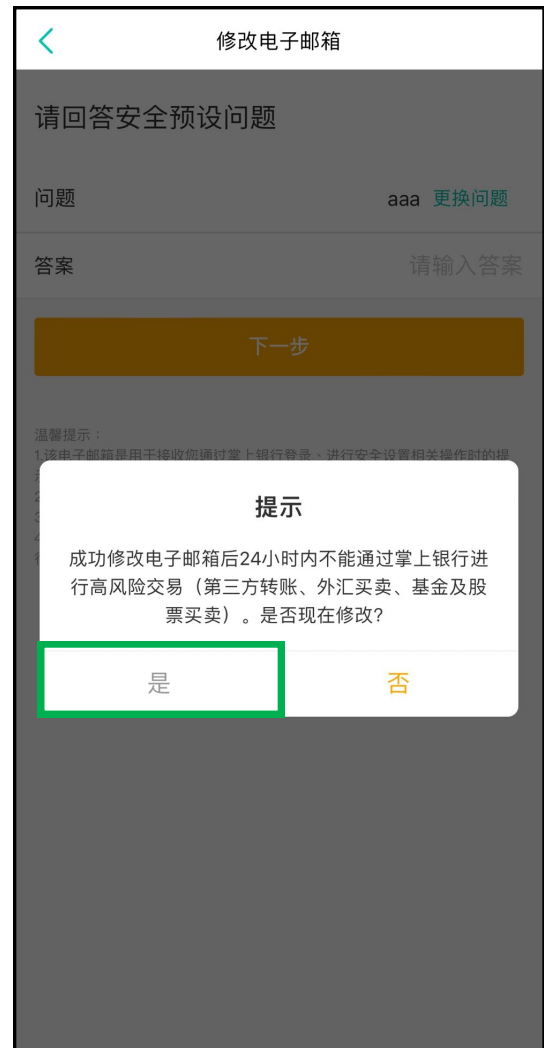 修改电子邮箱
请回答安全预设问题
问题 aaa 更换问题
答案 请输入答案
下一步
温馨提示：
1.该电子邮箱是用于接收您通过掌上银行登录、进行安全设置相关操作时的提
提示
成功修改电子邮箱后24小时内不能通过掌上银行进
行高风险交易（第三方转账、外汇买卖、基金及股
票买卖）。是否现在修改?
是 否